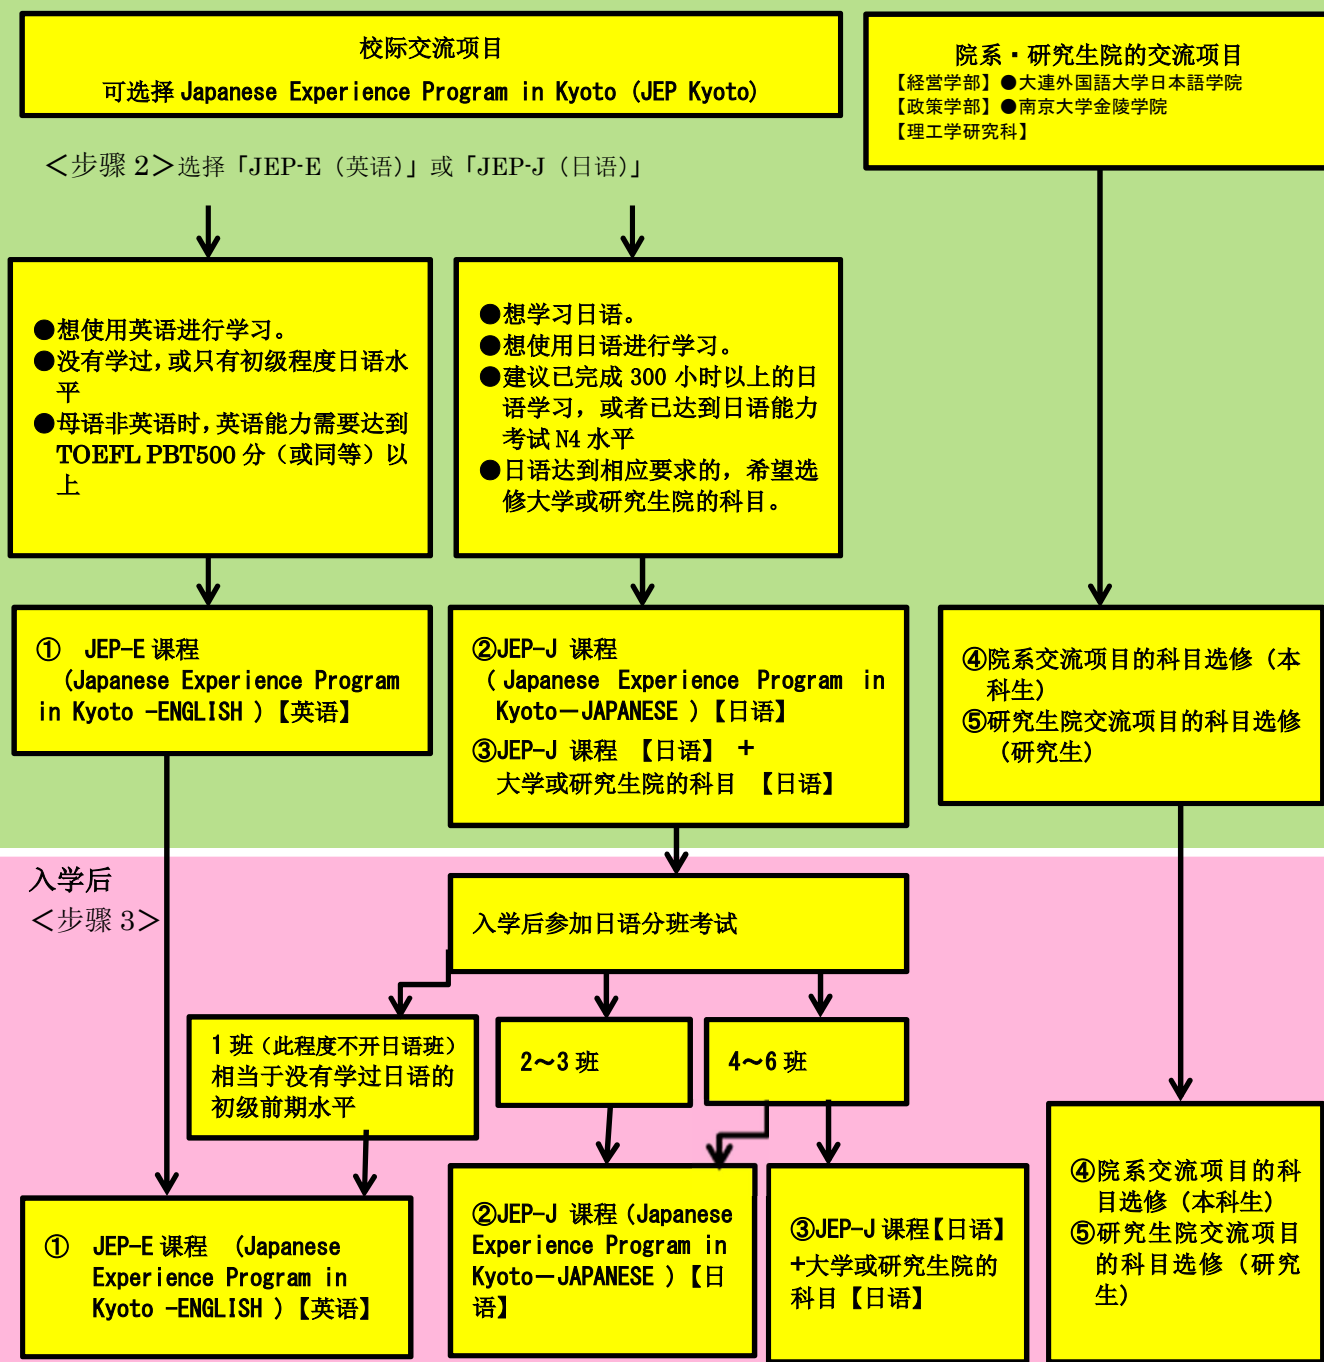 校际交流项目
可选择 Japanese Experience Program in Kyoto (JEP Kyoto)
院系・研究生院的交流项目
【経営学部】●大連外国語大学日本語学院
【政策学部】●南京大学金陵学院
【理工学研究科】
＜步骤 2＞选择「JEP-E（英语）」或「JEP-J（日语）」
●想使用英语进行学习。
●没有学过，或只有初级程度日语水
平
●母语非英语时，英语能力需要达到
TOEFL PBT500 分（或同等）以
上
●想学习日语。
●想使用日语进行学习。
●建议已完成 300 小时以上的日
语学习，或者已达到日语能力
考试 N4 水平
●日语达到相应要求的，希望选
修大学或研究生院的科目。
① JEP-E 课程
（Japanese Experience Program
in Kyoto -ENGLISH ）【英语】
②JEP-J 课程
（ Japanese Experience Program in
Kyoto－JAPANESE ）【日语】
③JEP-J 课程 【日语】 +
大学或研究生院的科目 【日语】
④院系交流项目的科目选修（本
科生）
⑤研究生院交流项目的科目选修
（研究生）
入学后
＜步骤 3＞
入学后参加日语分班考试
1 班（此程度不开日语班）
相当于没有学过日语的
初级前期水平
2～3 班
4～6 班
① JEP-E 课程 （Japanese
Experience Program in
Kyoto -ENGLISH ）【英语】
②JEP-J 课程（Japanese
Experience Program in
Kyoto－JAPANESE ）【日
语】
③JEP-J 课程【日语】
+大学或研究生院的
科目【日语】
④院系交流项目的科
目选修（本科生）
⑤研究生院交流项目
的科目选修（研究
生）